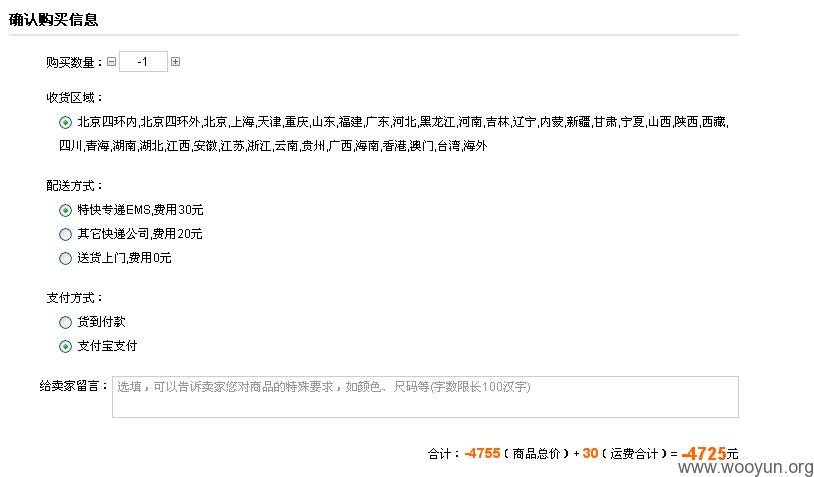 确认购买信息
购买数量： -1
收货区域：
北京四环内,北京四环外,北京,上海,天津,重庆,山东,福建,广东,河北,黑龙江,河南,吉林,辽宁,内蒙,新疆,甘肃,宁夏,山西,陕西,西藏,
四川,青海,湖南,湖北,江西,安徽,江苏,浙江,云南,贵州,广西,海南,香港,澳门,台湾,海外
配送方式：
特快专递EMS,费用30元
其它快递公司,费用20元
送货上门,费用0元
支付方式：
货到付款
支付宝支付
给卖家留言： 选填，可以告诉卖家您对商品的特殊要求，如颜色、尺码等(字数限长100汉字)
合计：-4755（商品总价）+ 30（运费合计）= -4725元
www.wooyun.org